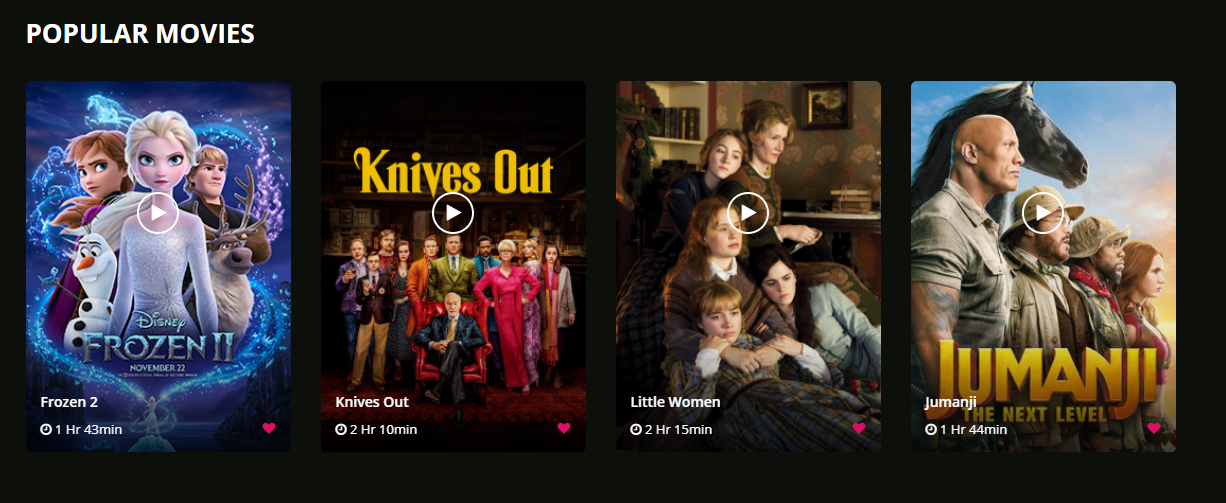 POPULAR MOVIES
Disney
FROZEN II
NOVEMBER 22
Frozen 2
1 Hr 43min
Knives Out
Knives Out
2 Hr 10min
Little Women
2 Hr 15min
JUMANJI
THE NEXT LEVEL
Jumanji
1 Hr 44min